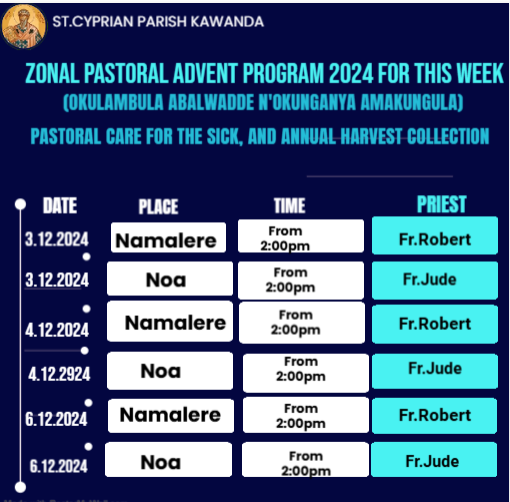 ST.CYPRIAN PARISH KAWANDA
ZONAL PASTORAL ADVENT PROGRAM 2024 FOR THIS WEEK
(OKULAMBULA ABALWADDE N'OKUNGANYA AMAKUNGULA)
PASTORAL CARE FOR THE SICK, AND ANNUAL HARVEST COLLECTION
DATE PLACE TIME PRIEST
3.12.2024 Namalere From 2:00pm Fr.Robert
3.12.2024 Noa From 2:00pm Fr.Jude
4.12.2024 Namalere From 2:00pm Fr.Robert
4.12.2924 Noa From 2:00pm Fr.Jude
6.12.2024 Namalere From 2:00pm Fr.Robert
6.12.2024 Noa From 2:00pm Fr.Jude